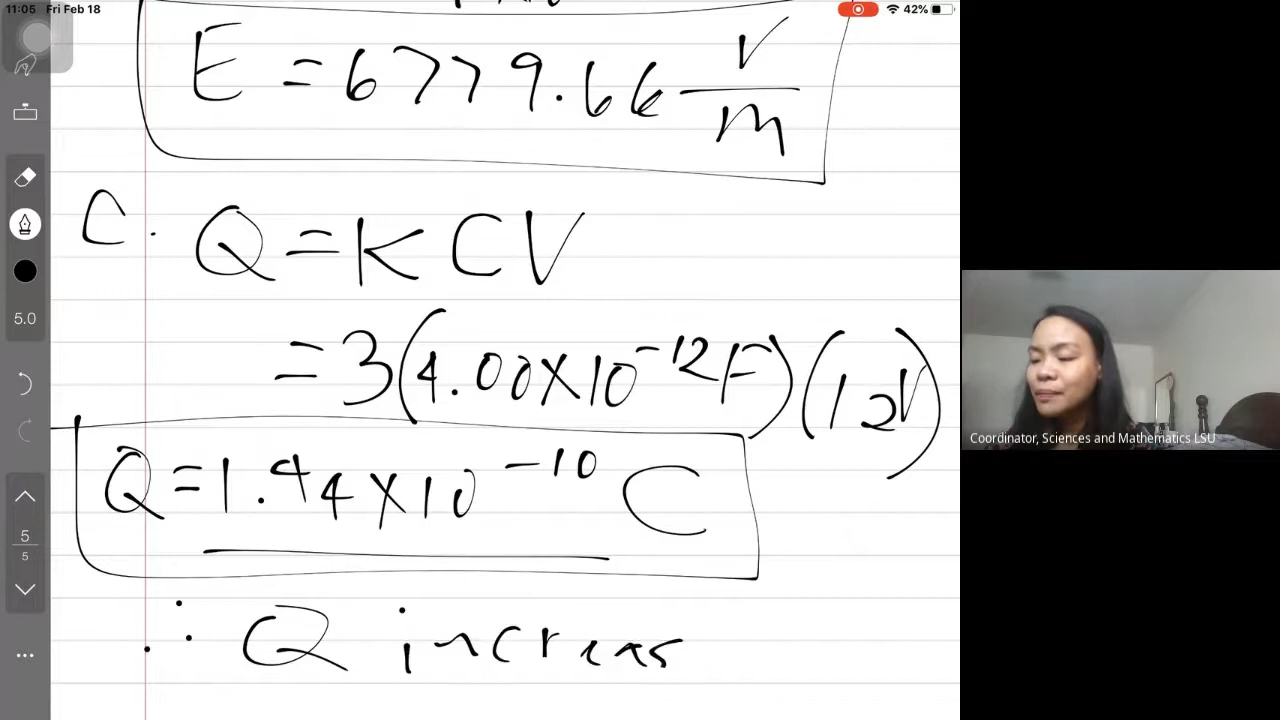 11:05 Fri Feb 18
42%
E = 6779.66 V/m
C. Q = KCV
= 3(4.00×10⁻¹²F)(12V)
5.0
Q = 1.44×10⁻¹⁰ C
5
5
∴ Q increas
Coordinator, Sciences and Mathematics LSU